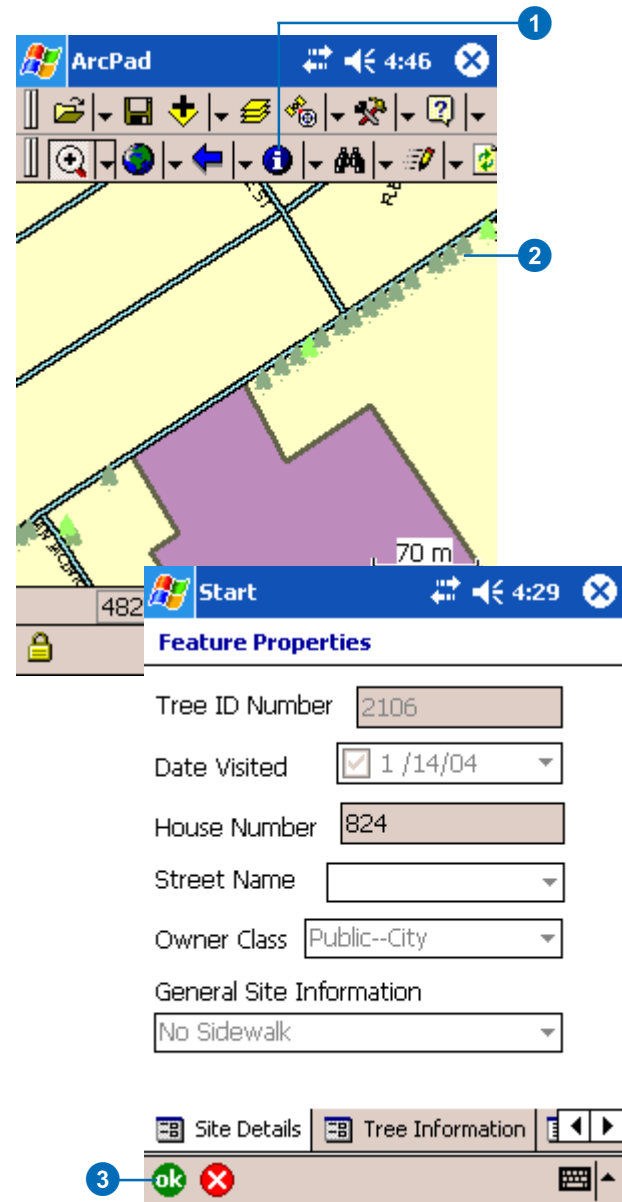 1
ArcPad 4:46
2
70 m
482
Start 4:29
Feature Properties
Tree ID Number 2106
Date Visited 1 /14/04
House Number 824
Street Name
Owner Class Public--City
General Site Information
No Sidewalk
Site Details Tree Information
3 ok